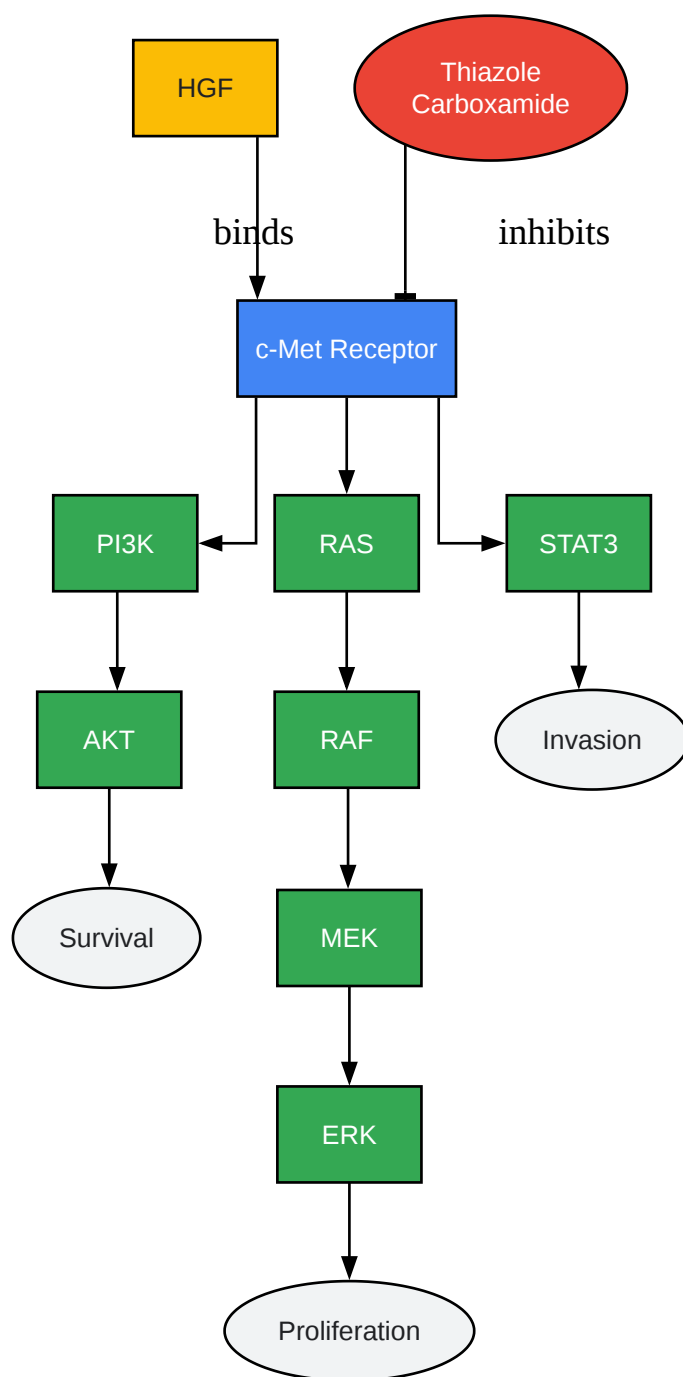 HGF
Thiazole
Carboxamide
binds
inhibits
c-Met Receptor
PI3K
RAS
STAT3
AKT
RAF
Invasion
Survival
MEK
ERK
Proliferation